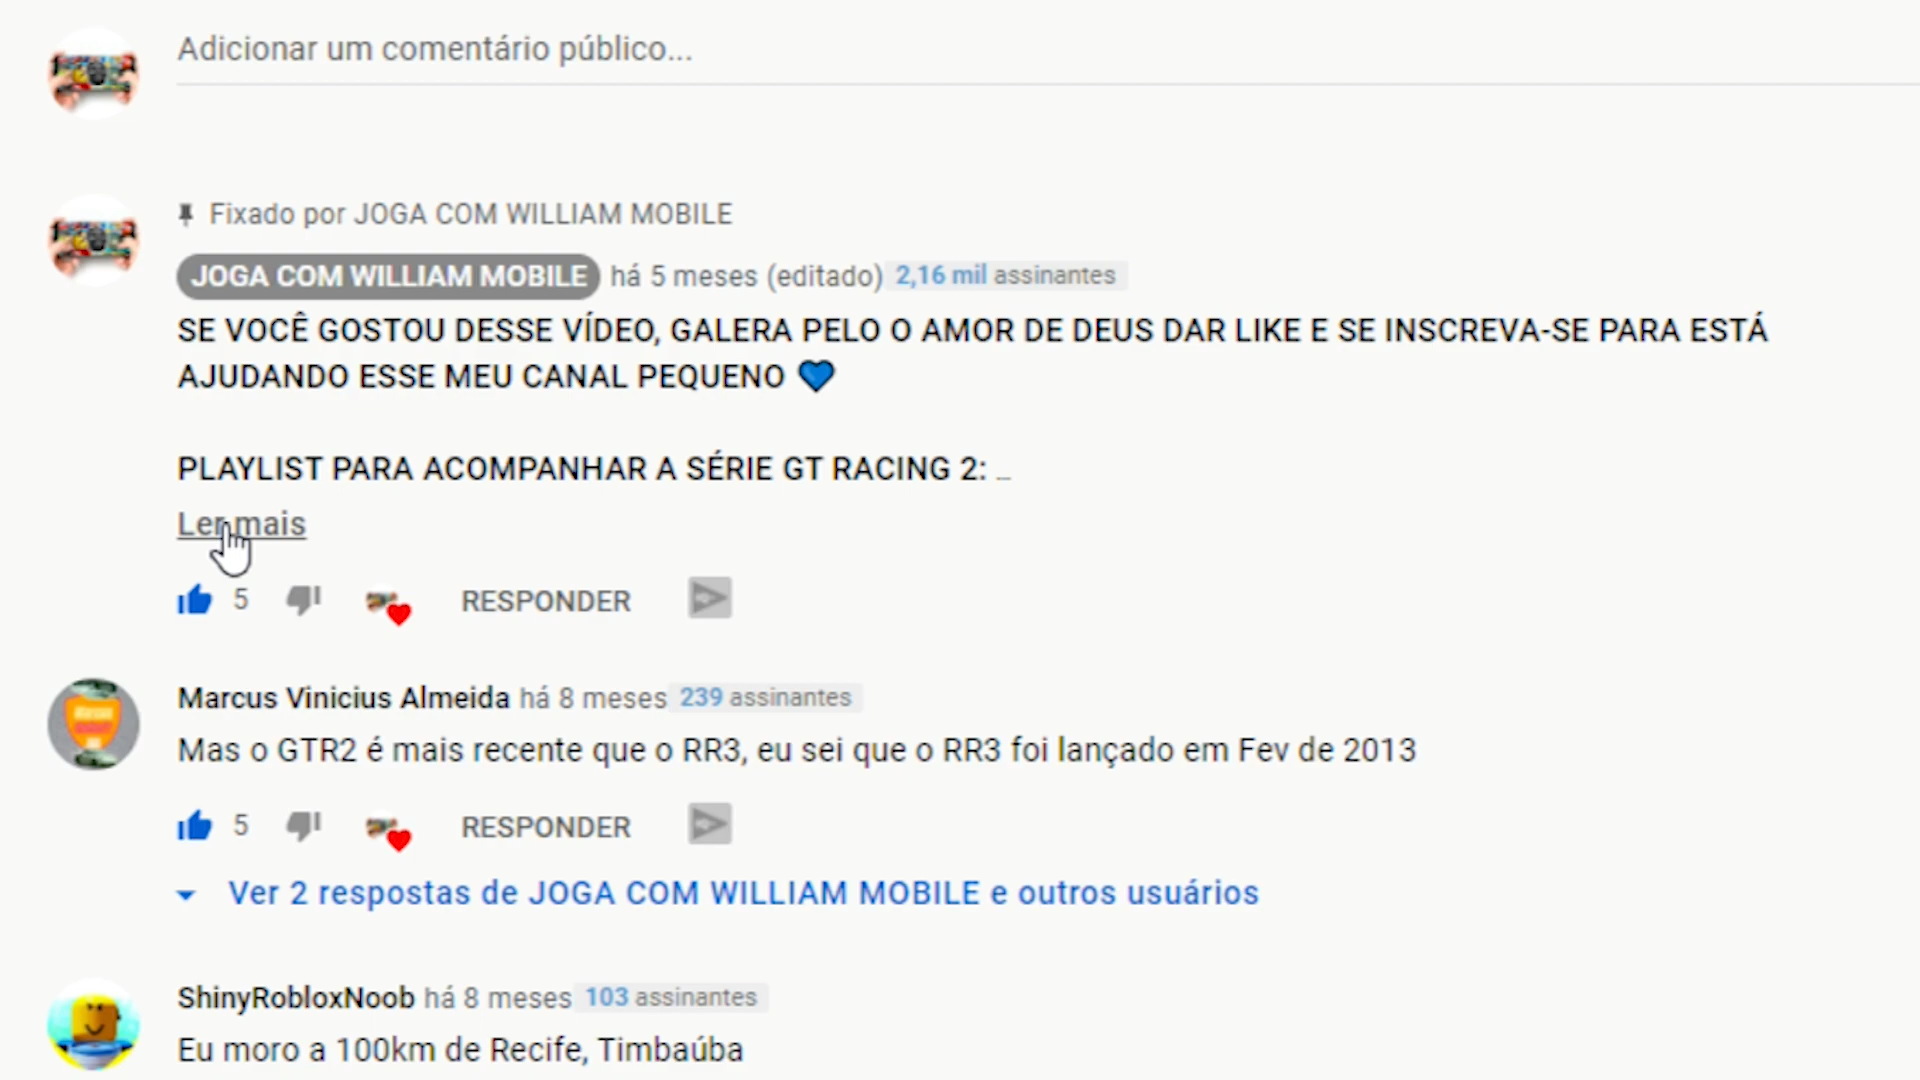 Adicionar um comentário público...
Fixado por JOGA COM WILLIAM MOBILE
JOGA COM WILLIAM MOBILE há 5 meses (editado) 2,16 mil assinantes
SE VOCÊ GOSTOU DESSE VÍDEO, GALERA PELO O AMOR DE DEUS DAR LIKE E SE INSCREVA-SE PARA ESTÁ
AJUDANDO ESSE MEU CANAL PEQUENO 💙
PLAYLIST PARA ACOMPANHAR A SÉRIE GT RACING 2: ...
Ler mais
5 RESPONDER
Marcus Vinicius Almeida há 8 meses 239 assinantes
Mas o GTR2 é mais recente que o RR3, eu sei que o RR3 foi lançado em Fev de 2013
5 RESPONDER
Ver 2 respostas de JOGA COM WILLIAM MOBILE e outros usuários
ShinyRobloxNoob há 8 meses 103 assinantes
Eu moro a 100km de Recife, Timbaúba